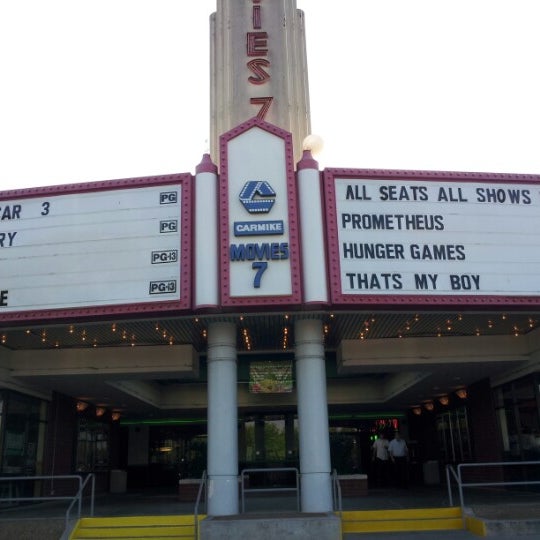 IES 7
CAR 3 PG
RY PG
PG-13
E PG-13
CARMIKE
MOVIES
7
ALL SEATS ALL SHOWS
PROMETHEUS
HUNGER GAMES
THATS MY BOY